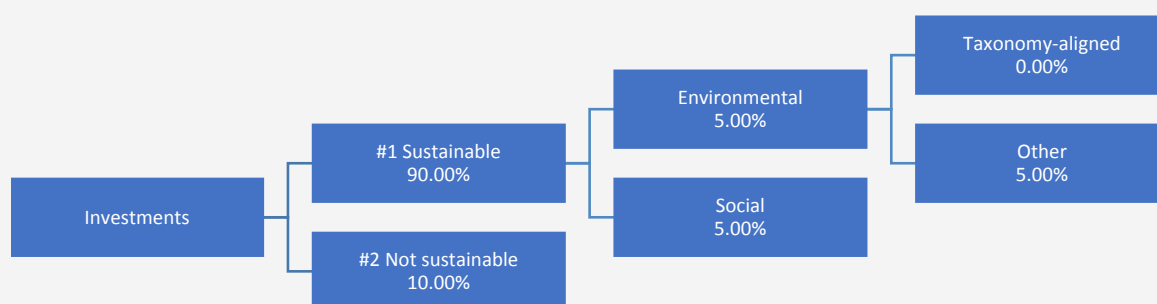 Investments
#1 Sustainable
90.00%
#2 Not sustainable
10.00%
Environmental
5.00%
Social
5.00%
Taxonomy-aligned
0.00%
Other
5.00%